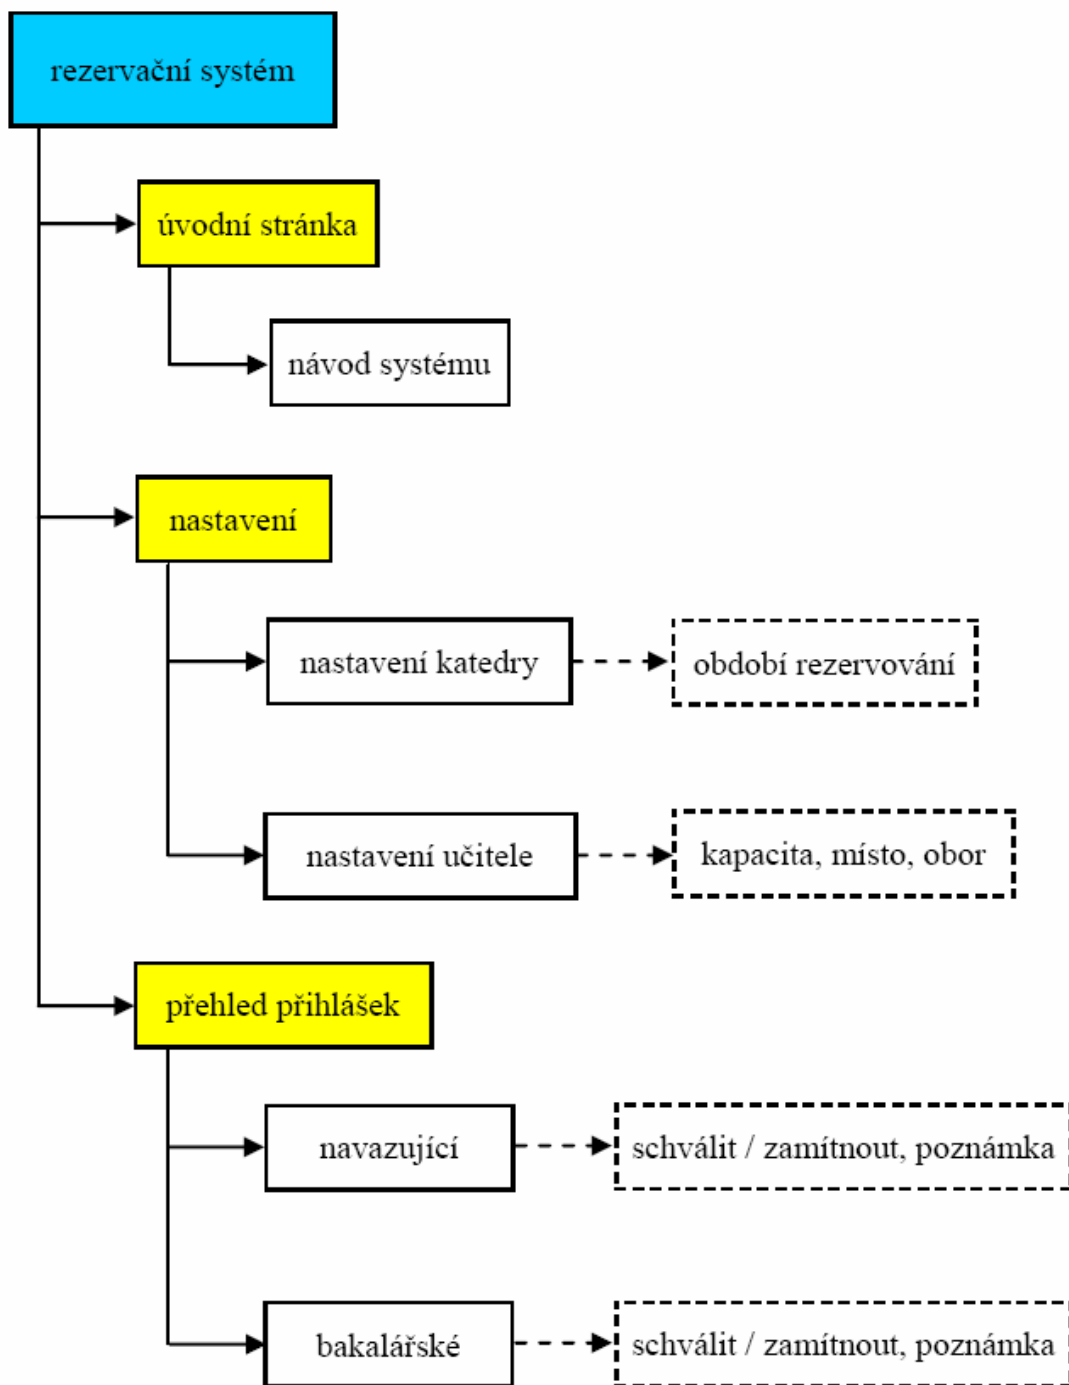 rezervační systém
úvodní stránka
návod systému
nastavení
nastavení katedry
období rezervování
nastavení učitele
kapacita, místo, obor
přehled přihlášek
navazující
schválit / zamítnout, poznámka
bakalářské
schválit / zamítnout, poznámka